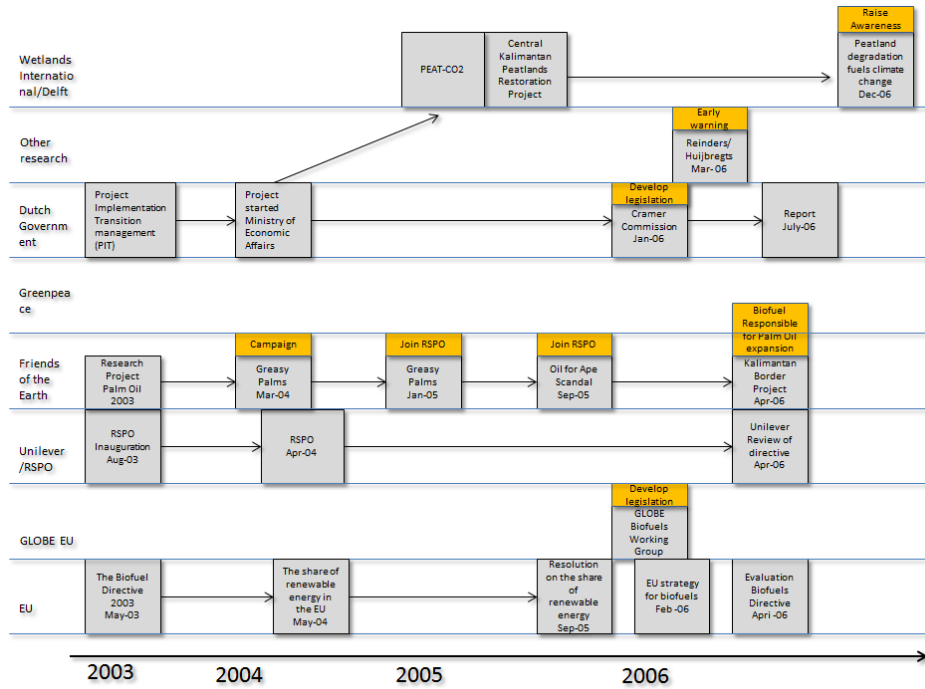 Wetlands
Internatio
nal/Delft
PEAT-CO2
Central
Kalimantan
Peatlands
Restoration
Project
Raise
Awareness
Peatland
degradation
fuels climate
change
Dec-06
Other
research
Early
warning
Reinders/
Huijbregts
Mar-06
Dutch
Governm
ent
Project
Implementation
Transition
management
(PIT)
Project
started
Ministry of
Economic
Affairs
Develop
legislation
Cramer
Commission
Jan-06
Report
July-06
Greenpea
ce
Biofuel
Responsible
for Palm Oil
expansion
Friends
of the
Earth
Research
Project
Palm Oil
2003
Campaign
Greasy
Palms
Mar-04
Join RSPO
Greasy
Palms
Jan-05
Join RSPO
Oil for Ape
Scandal
Sep-05
Kalimantan
Border
Project
Apr-06
Unilever
/RSPO
RSPO
Inauguration
Aug-03
RSPO
Apr-04
Unilever
Review of
directive
Apr-06
GLOBE EU
Develop
legislation
GLOBE
Biofuels
Working
Group
EU
The Biofuel
Directive
2003
May-03
The share of
renewable
energy in
the EU
May-04
Resolution
on the share
of
renewable
energy
Sep-05
EU strategy
for biofuels
Feb -06
Evaluation
Biofuels
Directive
Apri -06
2003
2004
2005
2006